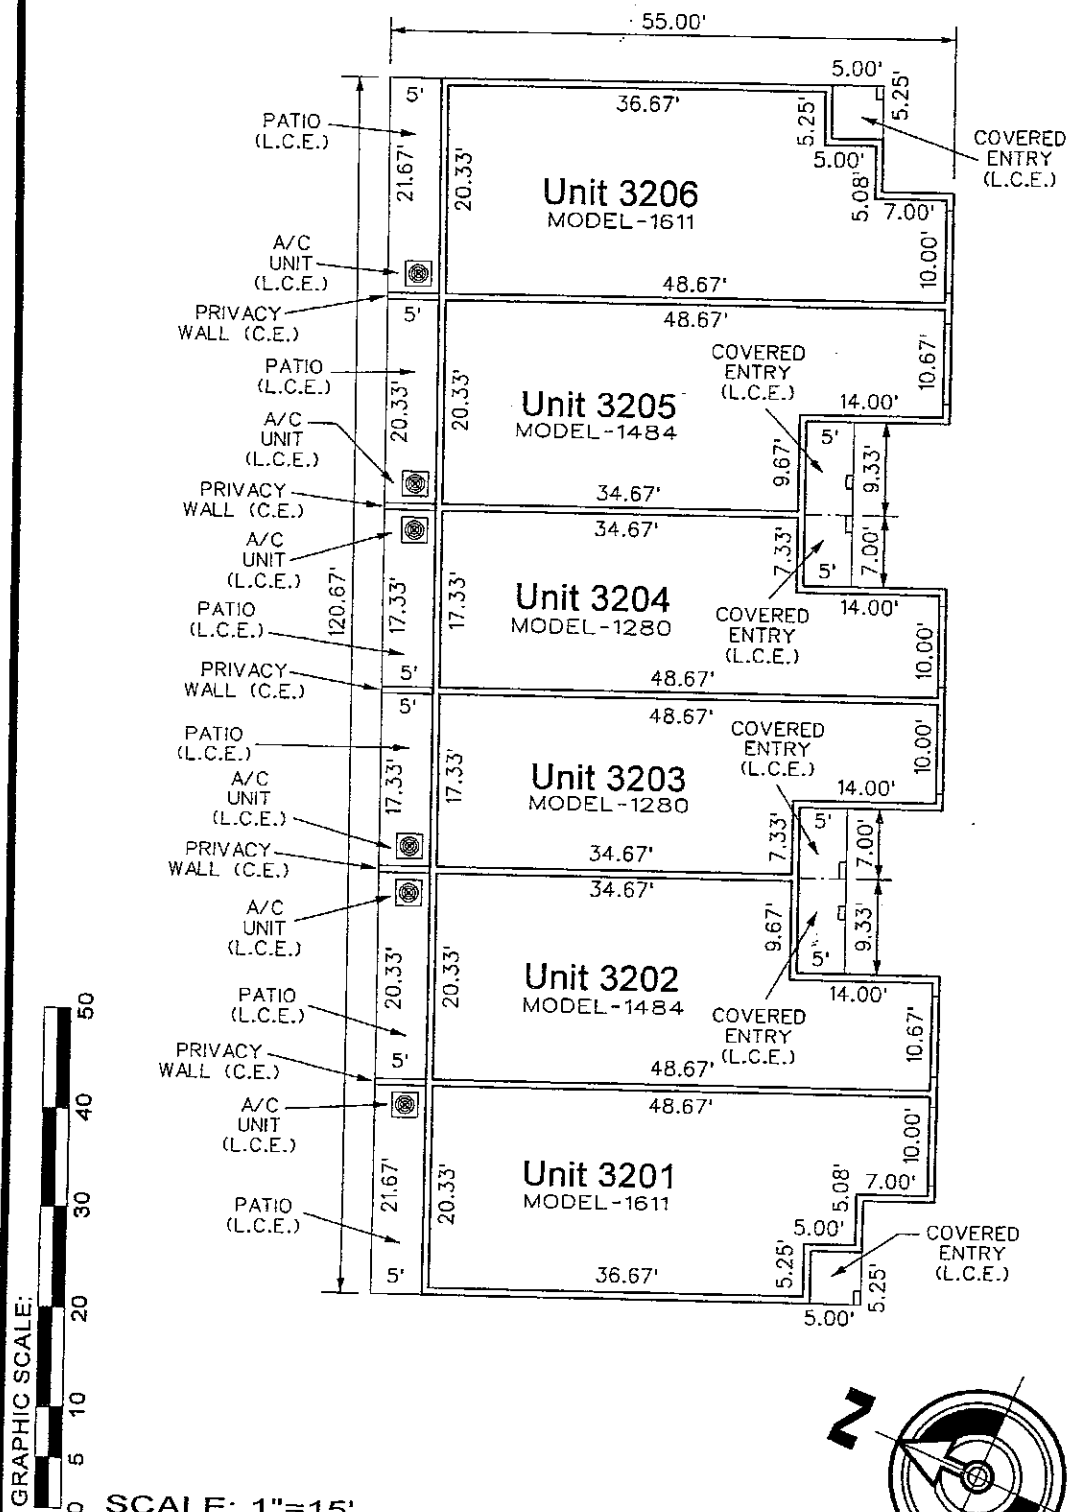 55.00'
5.00'
5'
36.67'
5.25'
5.25'
PATIO
(L.C.E.)
COVERED
ENTRY
(L.C.E.)
21.67'
20.33'
5.00'
5.08'
7.00'
Unit 3206
MODEL-1611
A/C
UNIT
(L.C.E.)
10.00'
48.67'
PRIVACY
WALL (C.E.)
5'
48.67'
COVERED
ENTRY
(L.C.E.)
10.67'
PATIO
(L.C.E.)
20.33'
20.33'
Unit 3205
MODEL-1484
14.00'
5'
A/C
UNIT
(L.C.E.)
9.67'
9.33'
PRIVACY
WALL (C.E.)
34.67'
34.67'
A/C
UNIT
(L.C.E.)
7.33'
7.00'
5'
120.67'
17.33'
17.33'
Unit 3204
MODEL-1280
14.00'
COVERED
ENTRY
(L.C.E.)
PATIO
(L.C.E.)
10.00'
5'
48.67'
PRIVACY
WALL (C.E.)
5'
48.67'
COVERED
ENTRY
(L.C.E.)
10.00'
PATIO
(L.C.E.)
17.33'
17.33'
Unit 3203
MODEL-1280
14.00'
5'
A/C
UNIT
(L.C.E.)
7.33'
7.00'
PRIVACY
WALL (C.E.)
34.67'
34.67'
A/C
UNIT
(L.C.E.)
9.67'
9.33'
5'
20.33'
20.33'
Unit 3202
MODEL-1484
14.00'
COVERED
ENTRY
(L.C.E.)
10.67'
PATIO
(L.C.E.)
5'
48.67'
PRIVACY
WALL (C.E.)
48.67'
A/C
UNIT
(L.C.E.)
10.00'
21.67'
20.33'
Unit 3201
MODEL-1611
5.08'
7.00'
PATIO
(L.C.E.)
5.00'
COVERED
ENTRY
(L.C.E.)
5'
36.67'
5.25'
5.25'
5.00'
GRAPHIC SCALE:
0 5 10 20 30 40 50
SCALE: 1"=15'
N